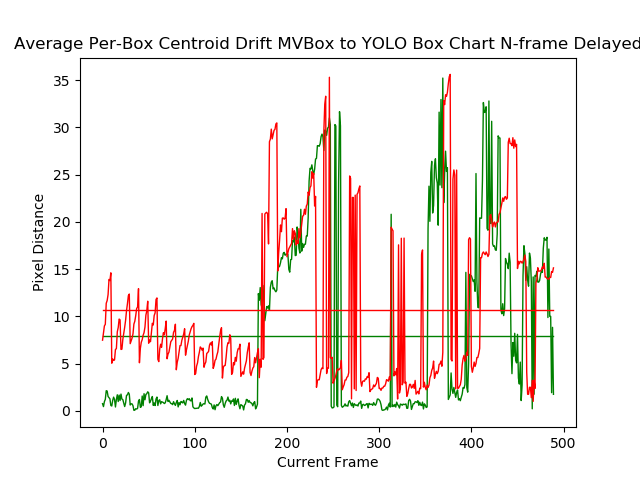 Average Per-Box Centroid Drift MVBox to YOLO Box Chart N-frame Delayed
35
30
25
20
15
10
5
0
Pixel Distance
0 100 200 300 400 500
Current Frame